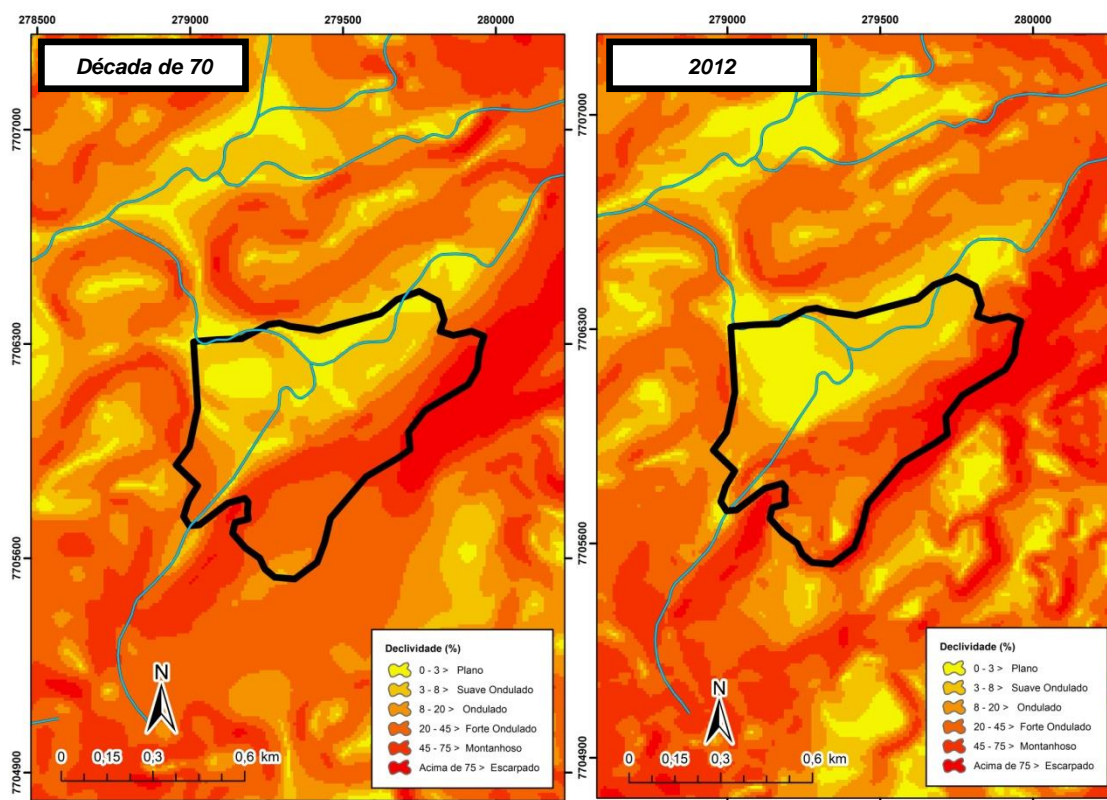 278500 279000 279500 280000
Década de 70
7707000 7707000
7706300 7706300
7705600 7705600
7704900 7704900
N
0 0,15 0,3 0,6 km
Declividade (%)
0 - 3 > Plano
3 - 8 > Suave Ondulado
8 - 20 > Ondulado
20 - 45 > Forte Ondulado
45 - 75 > Montanhoso
Acima de 75 > Escarpado
279000 279500 280000
2012
N
0 0,15 0,3 0,6 km
Declividade (%)
0 - 3 > Plano
3 - 8 > Suave Ondulado
8 - 20 > Ondulado
20 - 45 > Forte Ondulado
45 - 75 > Montanhoso
Acima de 75 > Escarpado